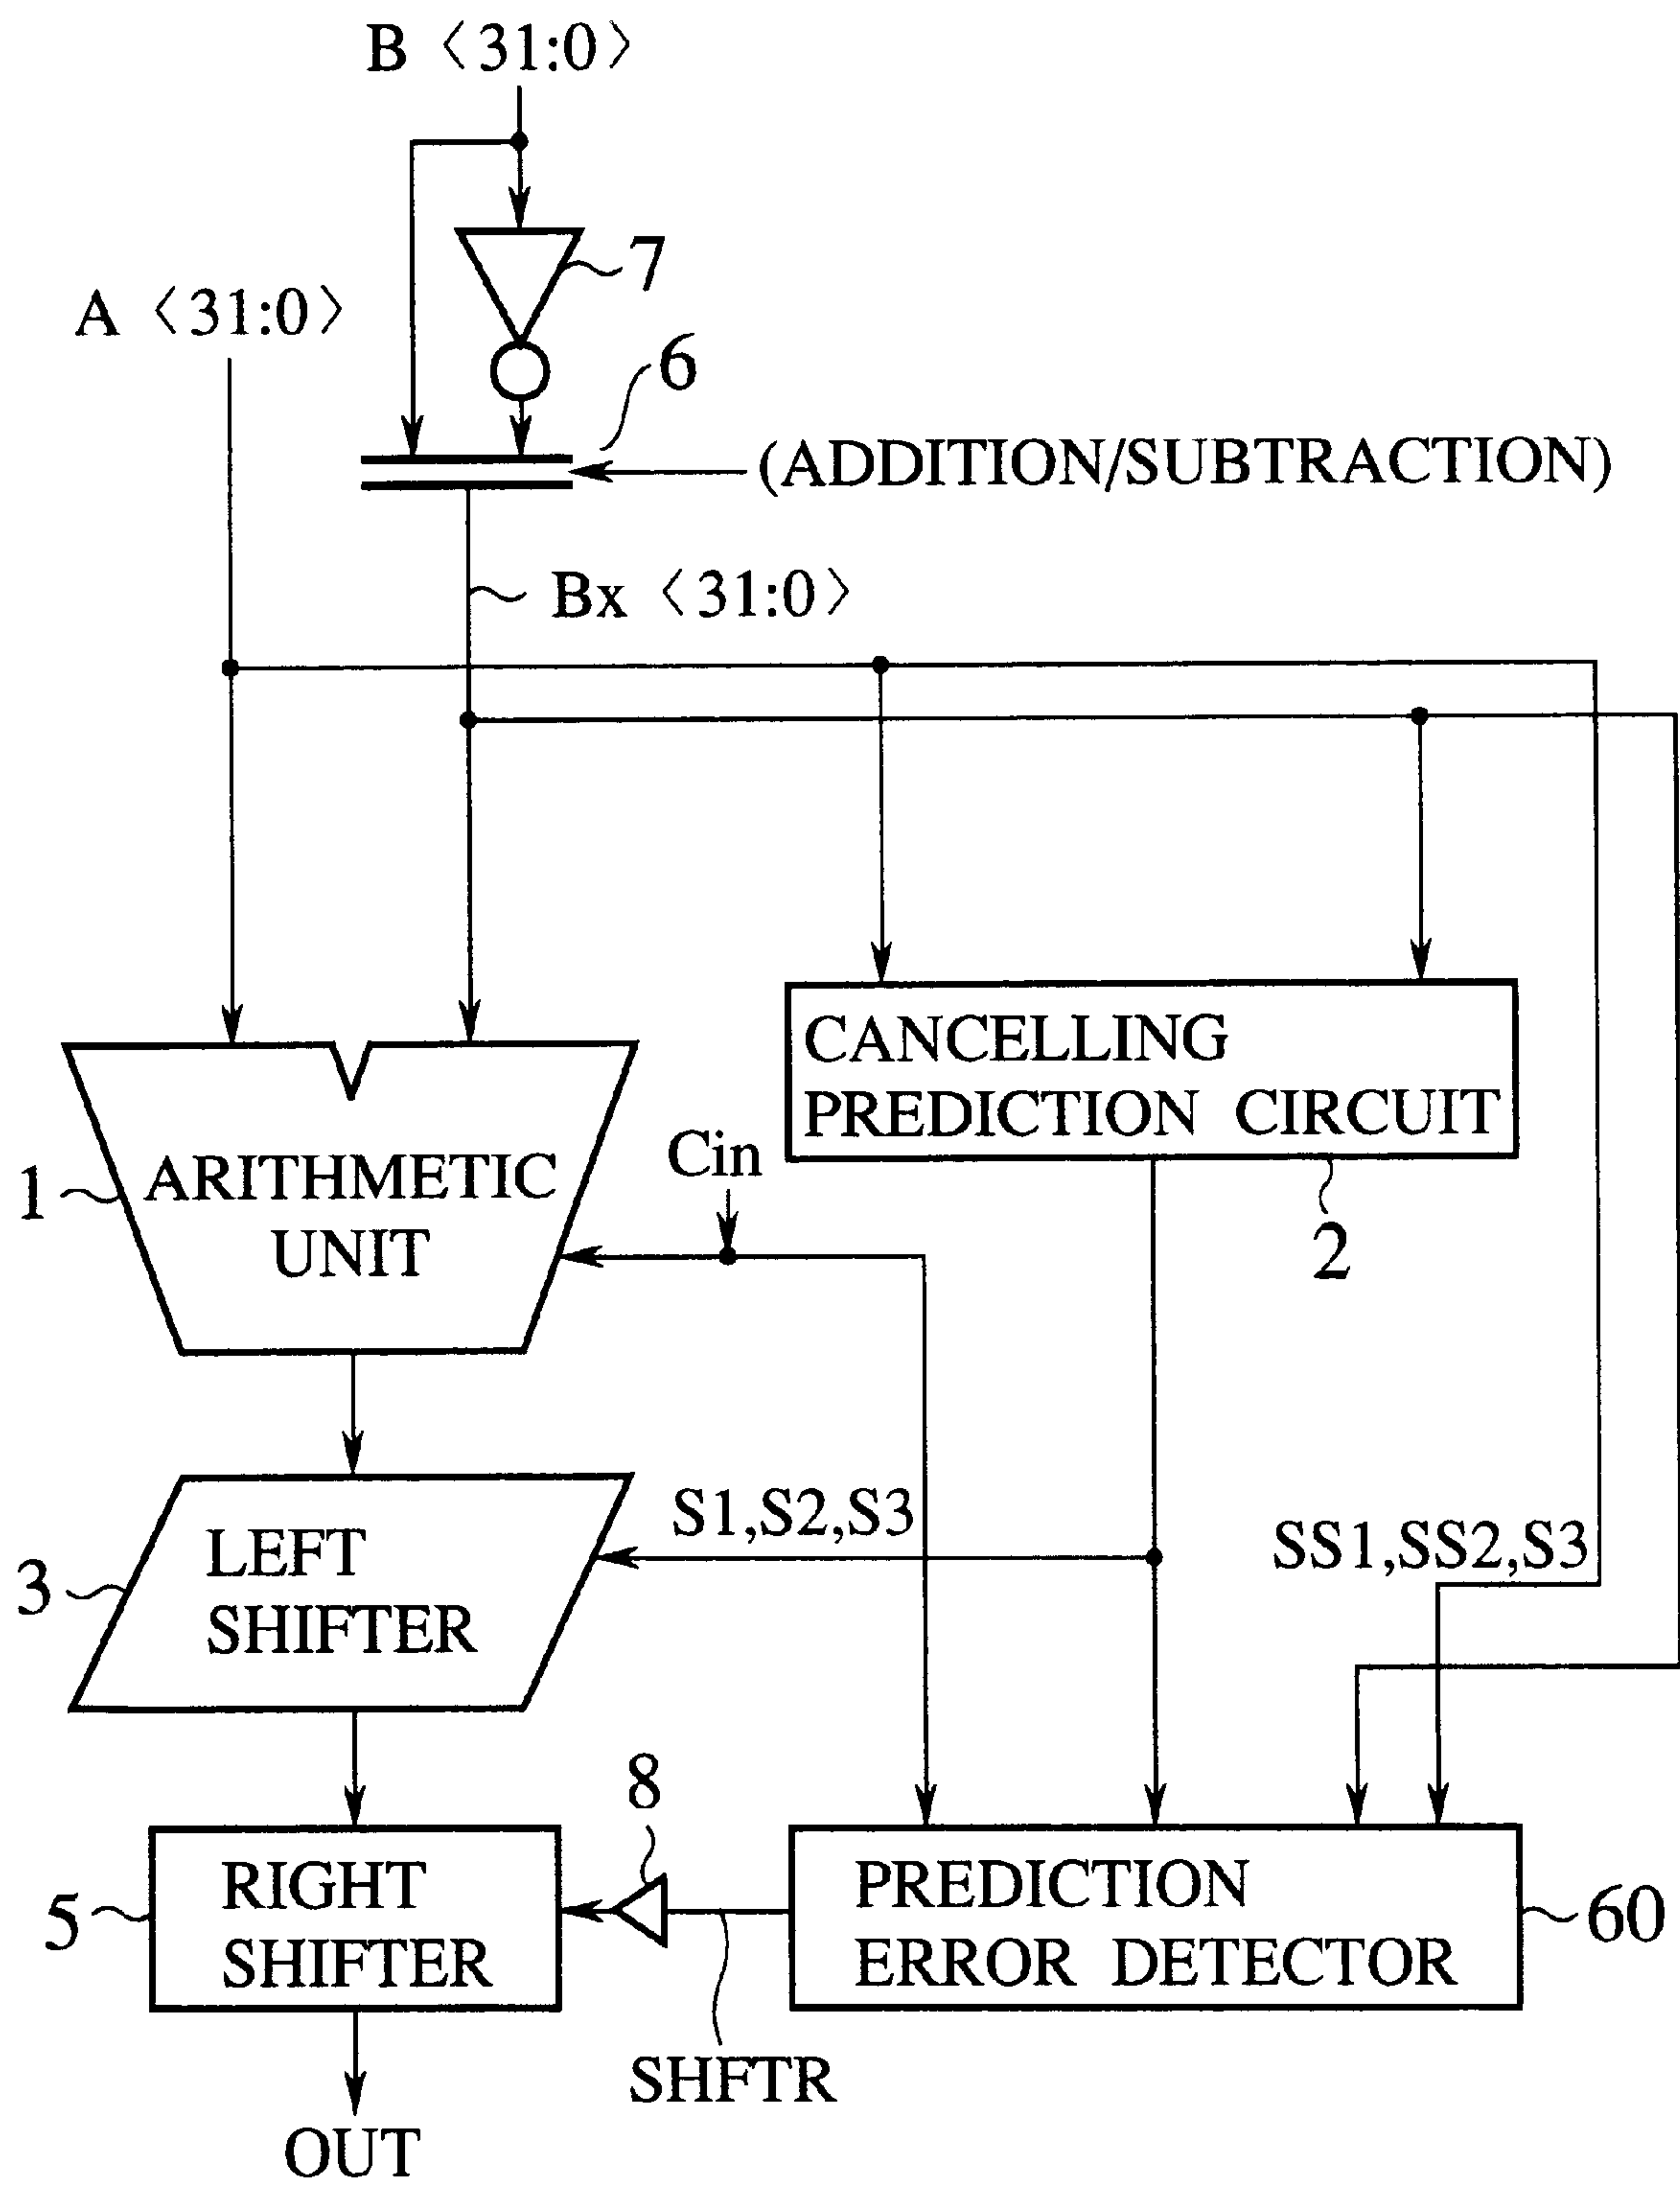 B〈31:0〉
7
A〈31:0〉
6
(ADDITION/SUBTRACTION)
Bx〈31:0〉
CANCELLING
PREDICTION CIRCUIT
Cin
1
ARITHMETIC
UNIT
2
S1,S2,S3
SS1,SS2,S3
3
LEFT
SHIFTER
8
5
RIGHT
SHIFTER
PREDICTION
ERROR DETECTOR
60
SHFTR
OUT